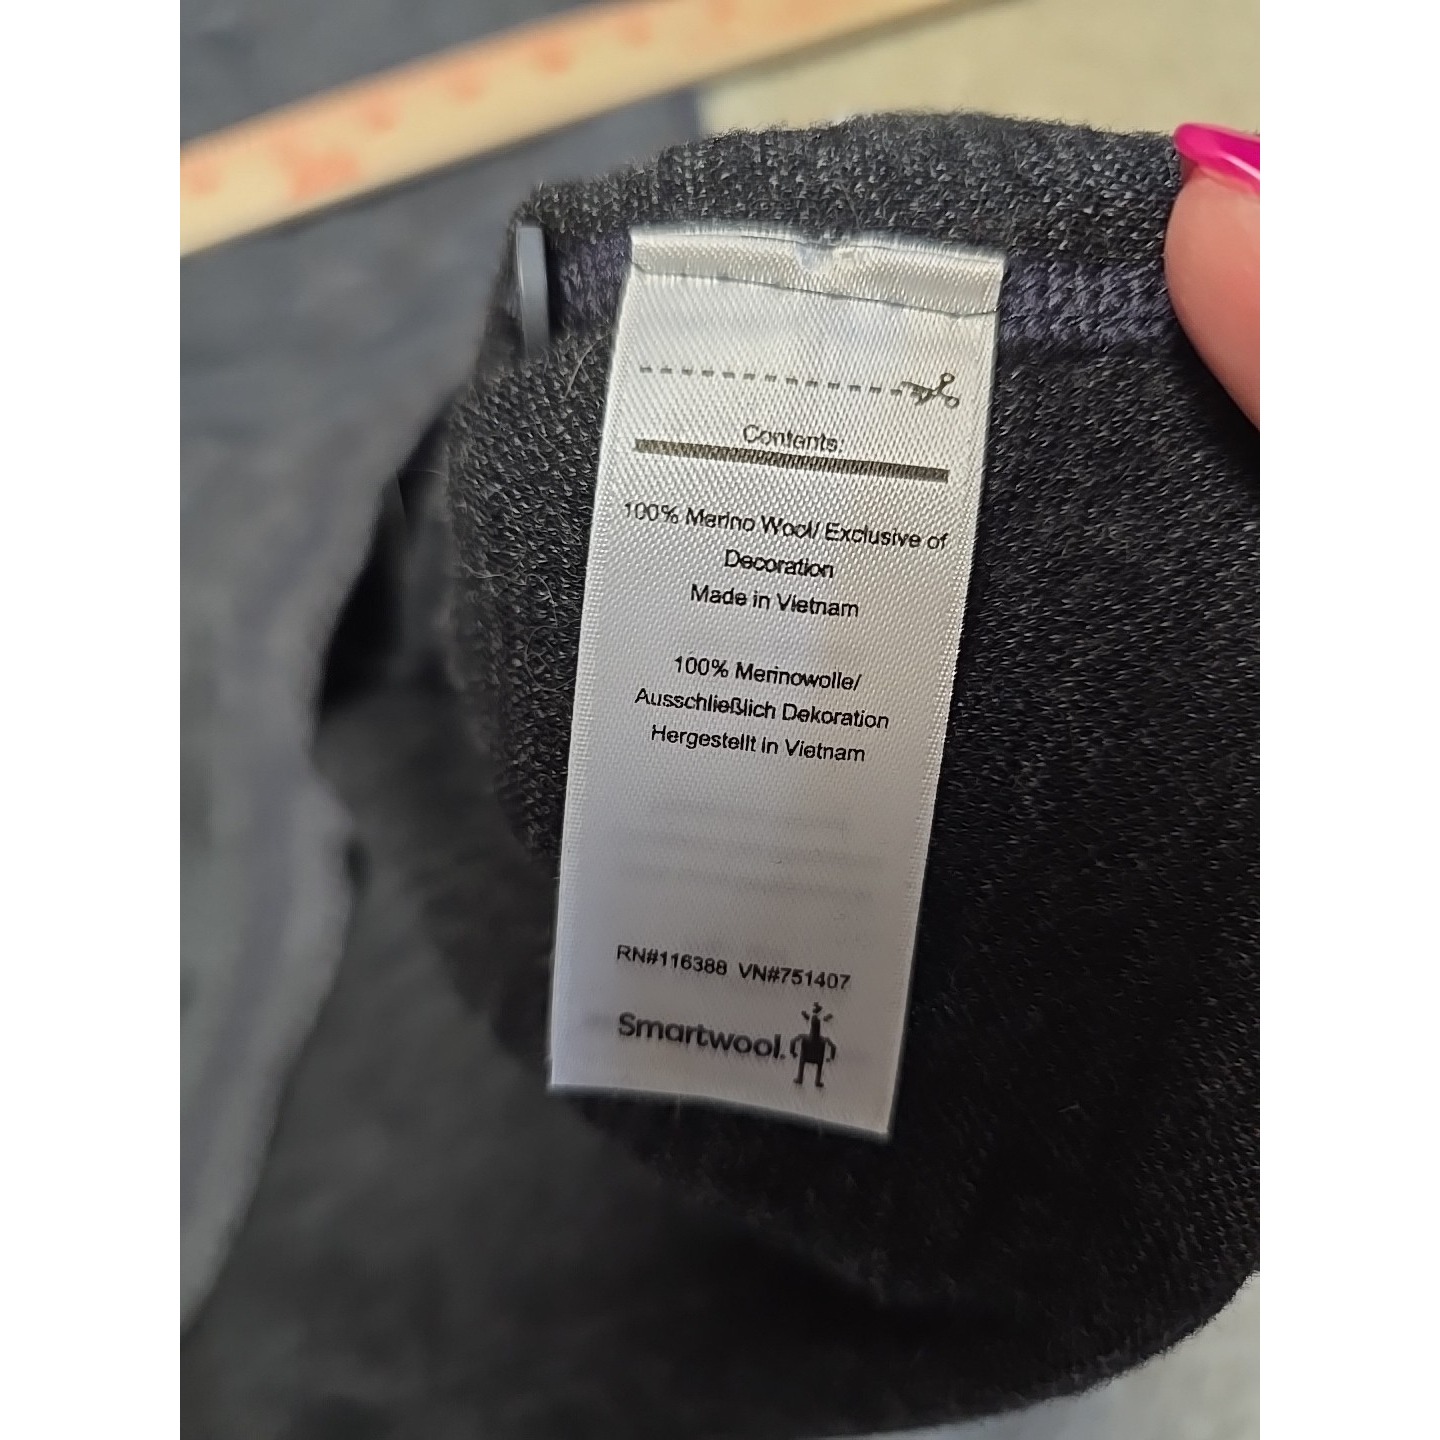 Contents:
100% Merino Wool/ Exclusive of
Decoration
Made in Vietnam
100% Merinowolle/
Ausschließlich Dekoration
Hergestellt in Vietnam
RN#116388 VN#751407
Smartwool.